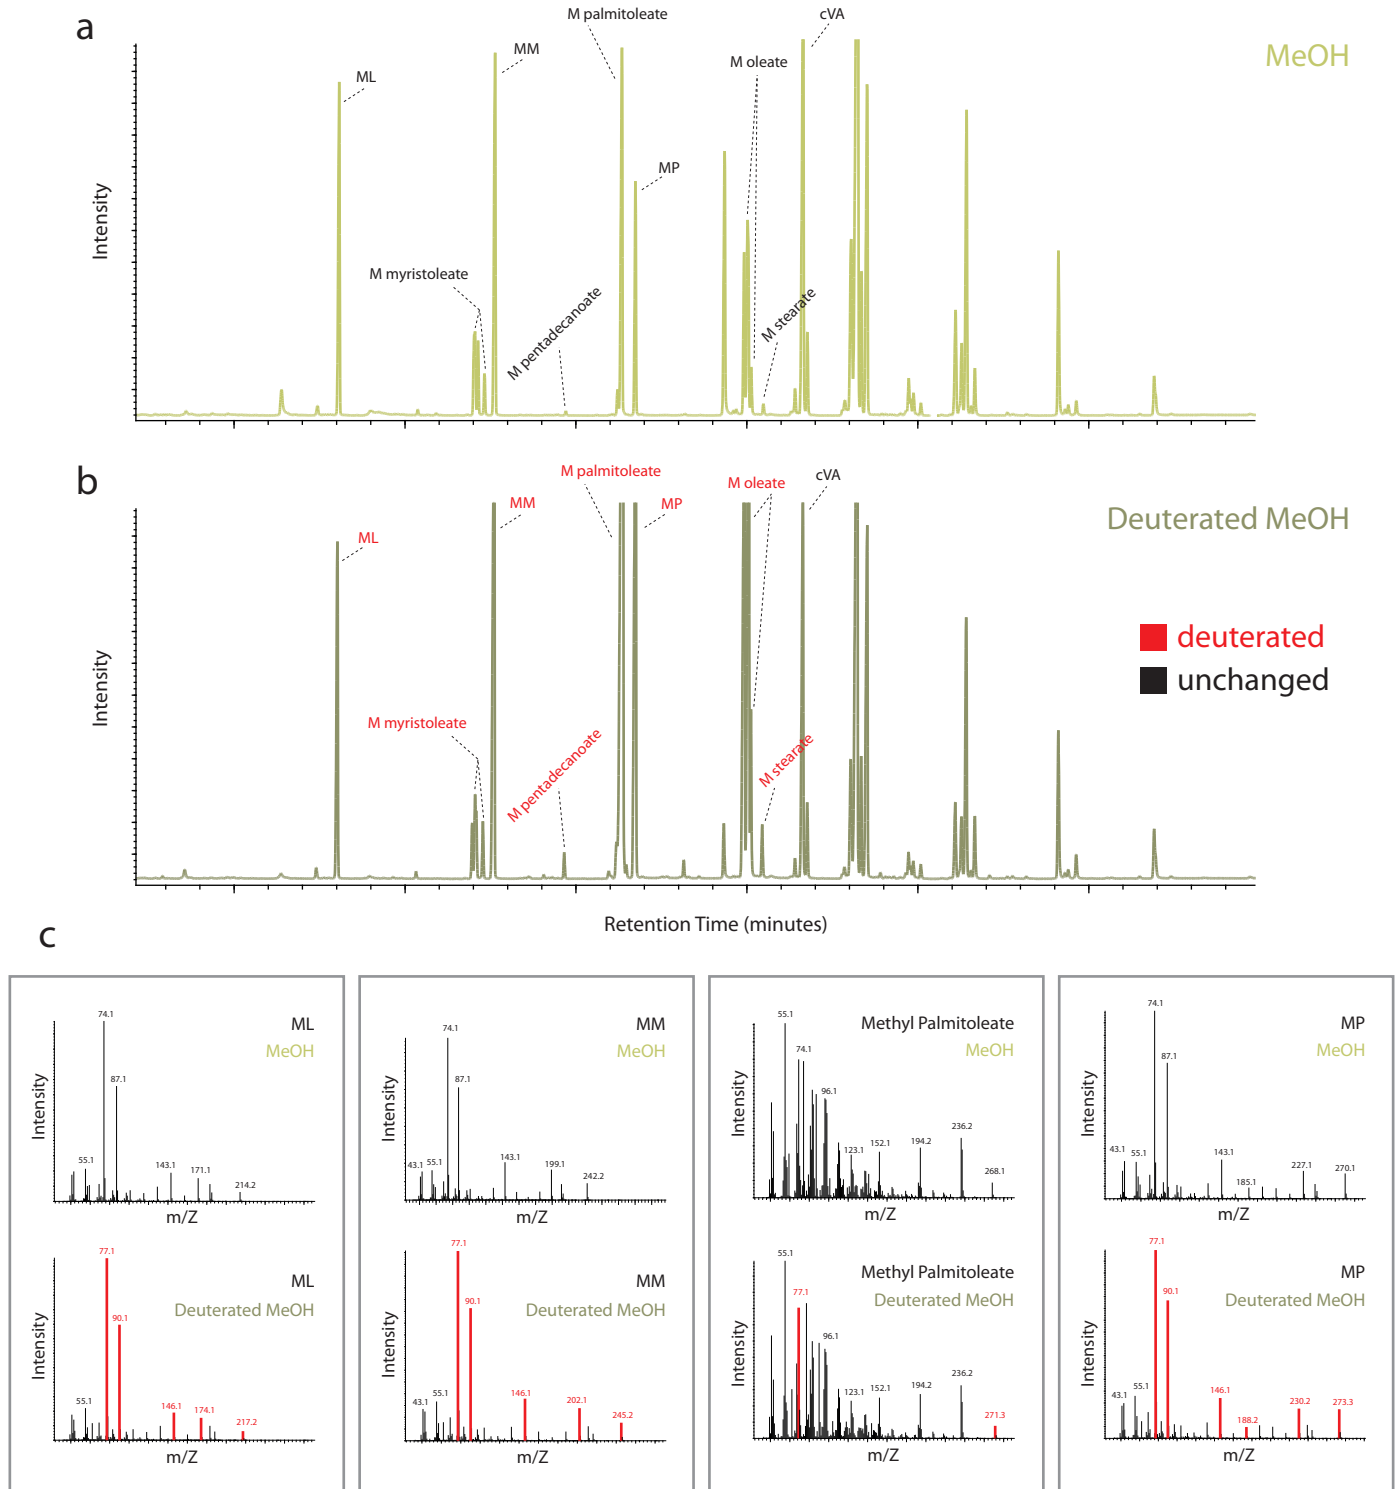 a
MeOH
M palmitoleate
cVA
MM
M oleate
ML
MP
M myristoleate
M pentadecanoate
M stearate
Intensity
b
Deuterated MeOH
M palmitoleate
cVA
MM
MP
M oleate
ML
M myristoleate
M pentadecanoate
M stearate
deuterated
unchanged
Intensity
Retention Time (minutes)
c
ML
MeOH
74.1
87.1
55.1
143.1
171.1
214.2
Intensity
m/Z
MM
MeOH
74.1
87.1
43.1
55.1
143.1
199.1
242.2
Intensity
m/Z
Methyl Palmitoleate
MeOH
55.1
74.1
96.1
123.1
152.1
194.2
236.2
268.1
Intensity
m/Z
MP
MeOH
74.1
87.1
43.1
55.1
143.1
185.1
227.1
270.1
Intensity
m/Z
ML
Deuterated MeOH
77.1
90.1
55.1
146.1
174.1
217.2
Intensity
m/Z
MM
Deuterated MeOH
77.1
90.1
43.1
55.1
146.1
202.1
245.2
Intensity
m/Z
Methyl Palmitoleate
Deuterated MeOH
55.1
77.1
96.1
123.1
152.1
194.2
236.2
271.3
Intensity
m/Z
MP
Deuterated MeOH
77.1
90.1
43.1
55.1
146.1
188.2
230.2
273.3
Intensity
m/Z